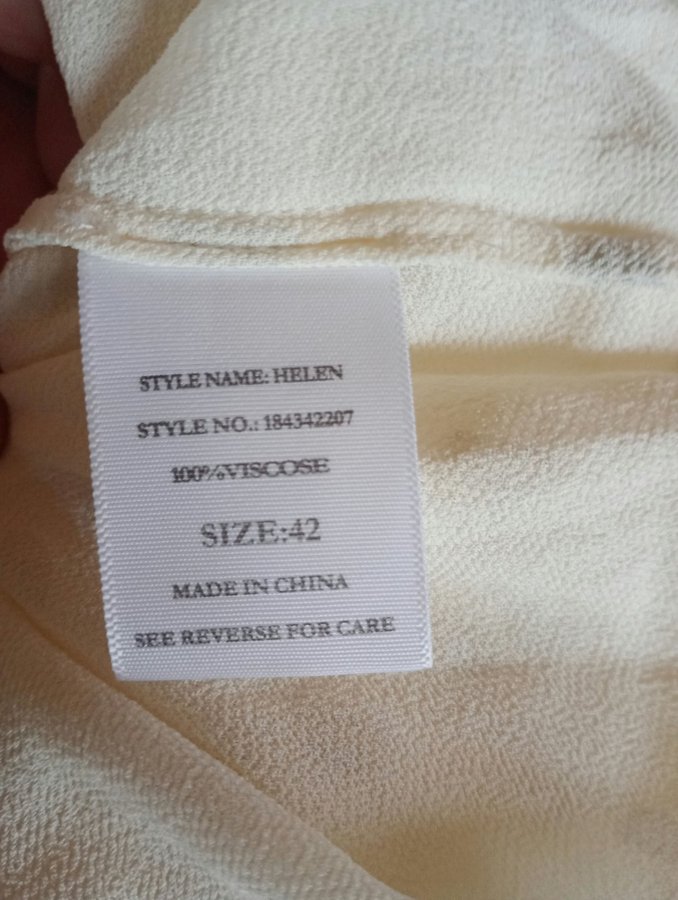 STYLE NAME: HELEN
STYLE NO.: 184342207
100%VISCOSE
SIZE:42
MADE IN CHINA
SEE REVERSE FOR CARE